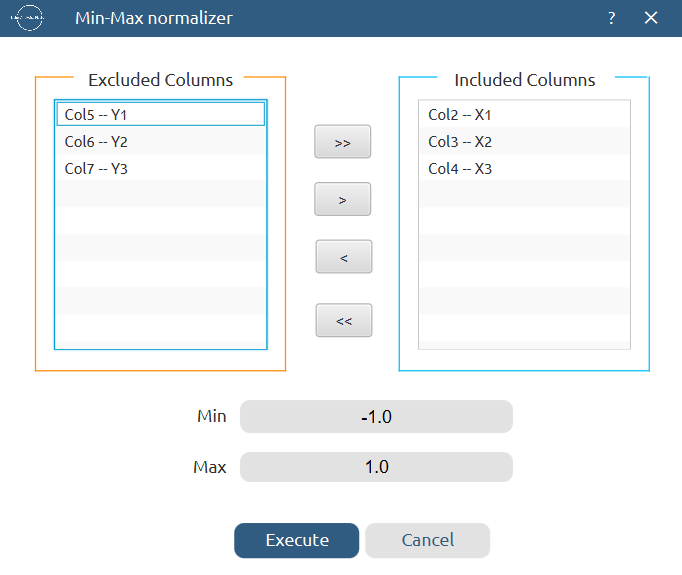 Min-Max normalizer
?
Excluded Columns
Included Columns
Col5 -- Y1
Col6 -- Y2
Col7 -- Y3
>>
>
<
<<
Col2 -- X1
Col3 -- X2
Col4 -- X3
Min
-1.0
Max
1.0
Execute
Cancel